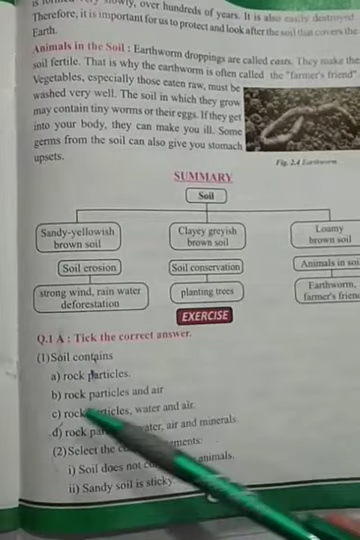 slowly, over hundreds of years. It is also easily destroyed
Therefore, it is important for us to protect and look after the soil that covers the
Earth.
Animals in the Soil : Earthworm droppings are called casts. They make the
soil fertile. That is why the earthworm is often called the "farmer's friend"
Vegetables, especially those eaten raw, must be
washed very well. The soil in which they grow
may contain tiny worms or their eggs. If they get
into your body, they can make you ill. Some
germs from the soil can also give you stomach
upsets.
Fig. 2.4 Earthworm
SUMMARY
Soil
Sandy-yellowish
brown soil
Clayey greyish
brown soil
Loamy
brown soil
Soil erosion
Soil conservation
Animals in soi
strong wind, rain water
deforestation
planting trees
Earthworm,
farmer's friend
EXERCISE
Q.1 A : Tick the correct answer.
(1) Soil contains
a) rock particles.
b) rock particles and air
c) rock particles, water and air.
d) rock water, air and minerals
(2) Select the
i) Soil does not animals.
ii) Sandy soil is sticky